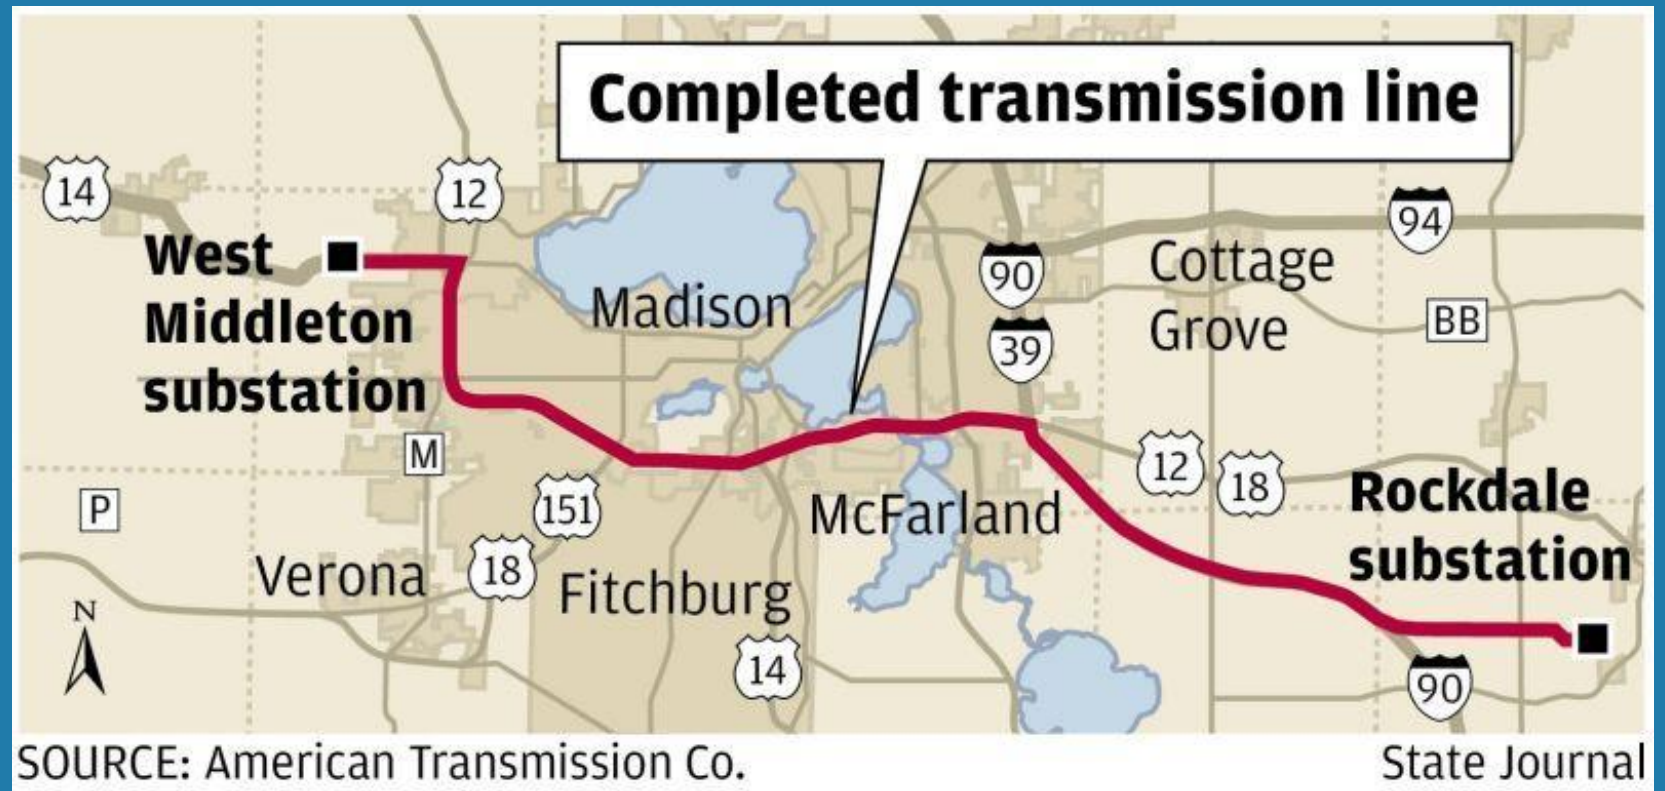 Completed transmission line
14
12
94
West
Middleton
substation
90
Cottage
Grove
Madison
39
BB
M
12
18
P
151
McFarland
Rockdale
substation
Verona
18
Fitchburg
N
14
90
SOURCE: American Transmission Co.
State Journal